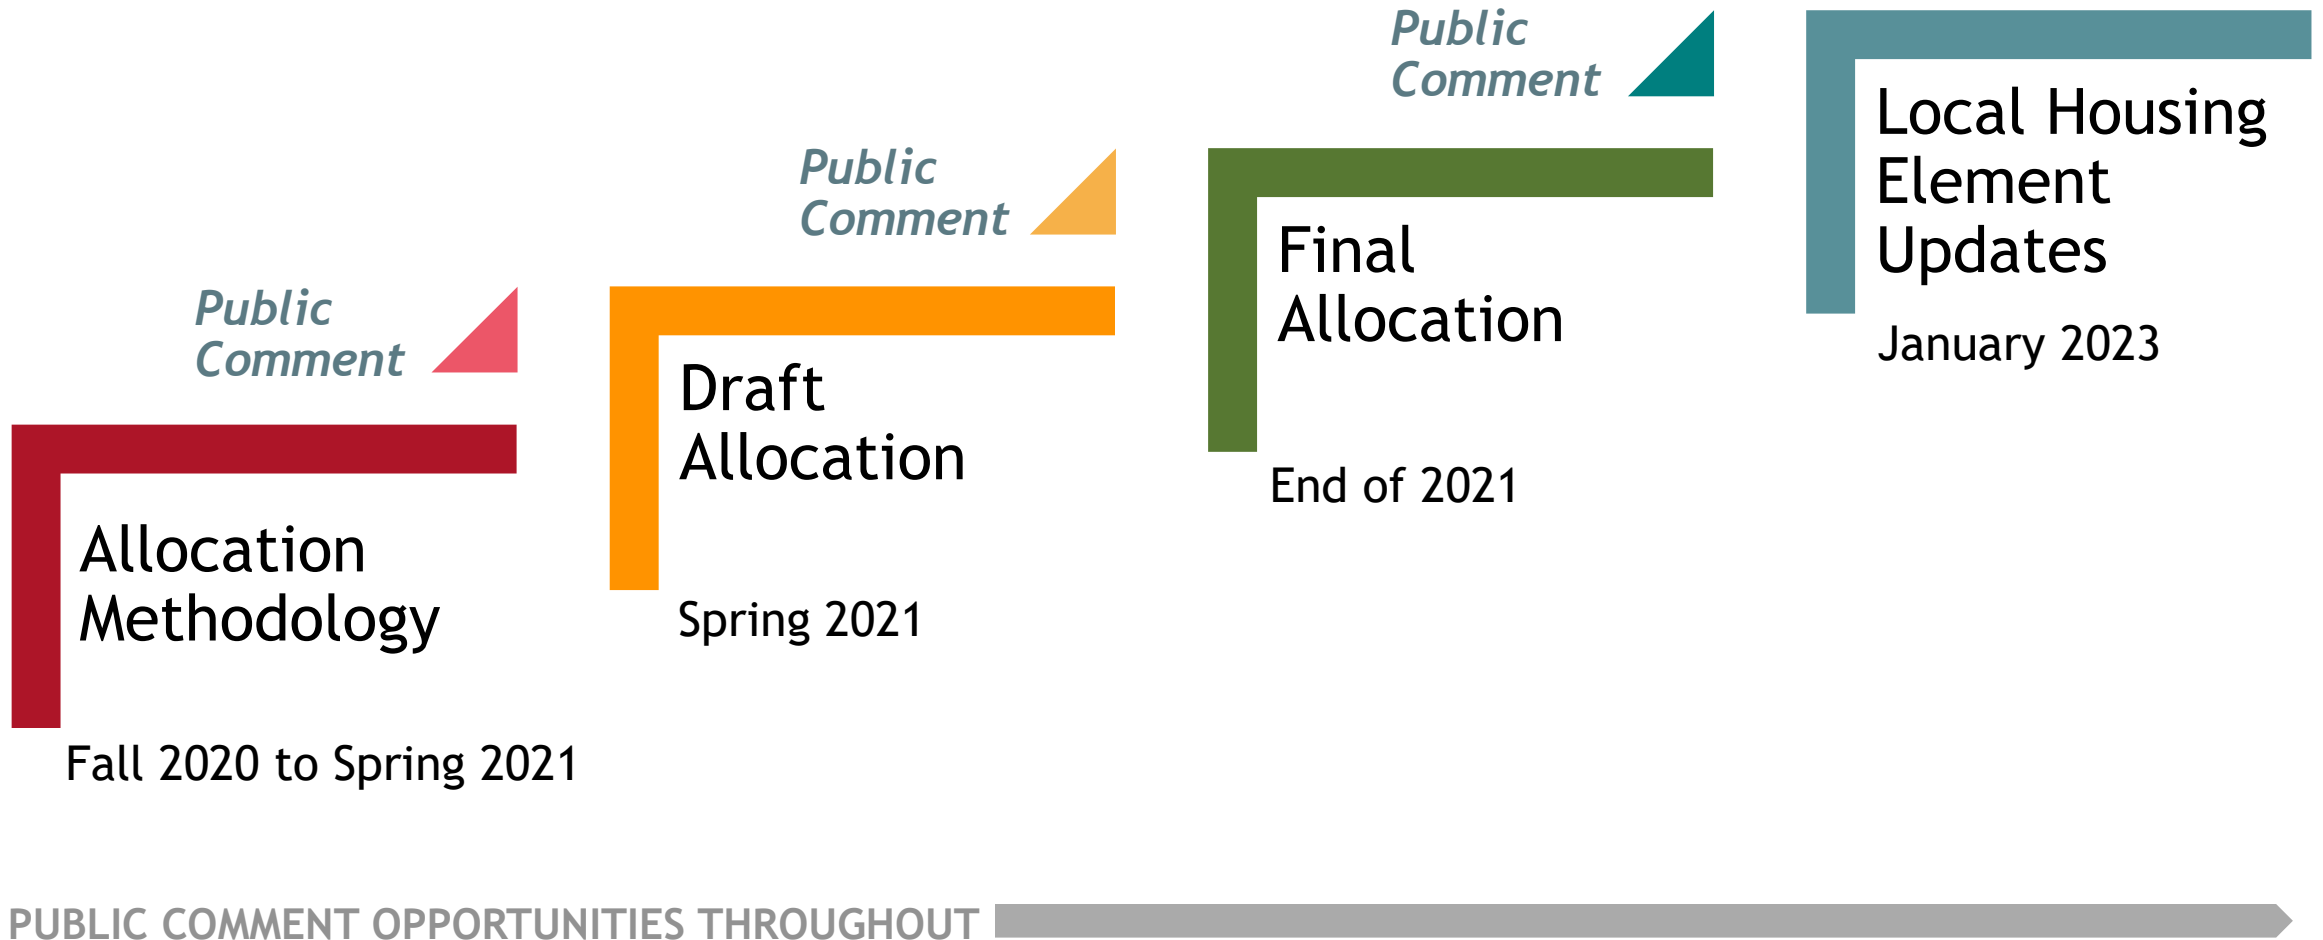 Public
Comment
Allocation
Methodology
Fall 2020 to Spring 2021
Public
Comment
Draft
Allocation
Spring 2021
Public
Comment
Final
Allocation
End of 2021
Local Housing
Element
Updates
January 2023
PUBLIC COMMENT OPPORTUNITIES THROUGHOUT